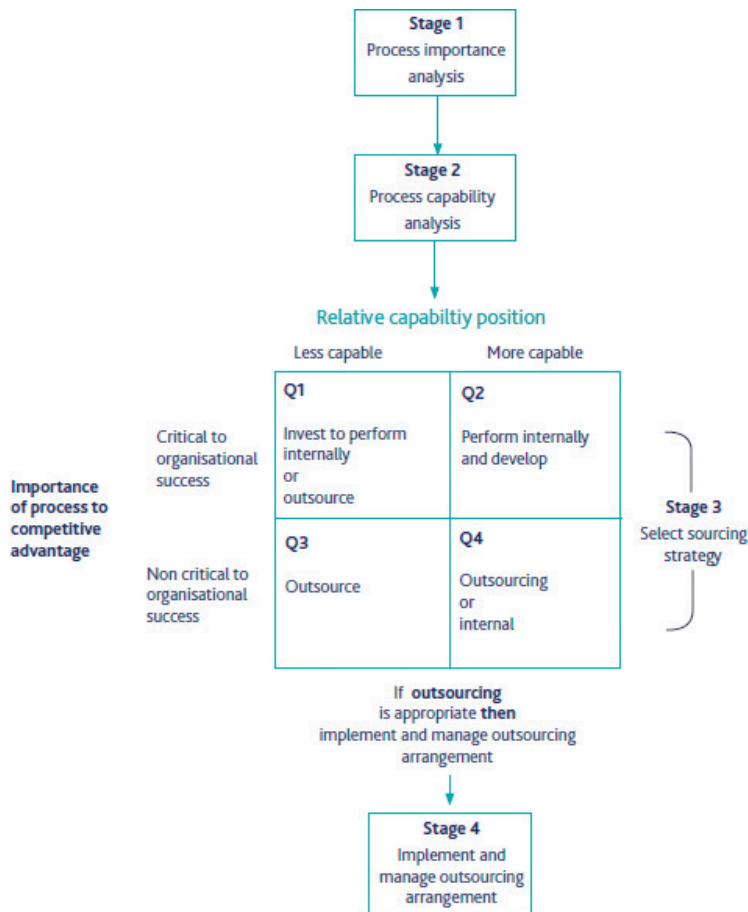 Stage 1
Process importance
analysis
Stage 2
Process capability
analysis
Relative capabiltiy position
Less capable
More capable
Importance
of process to
competitive
advantage
Critical to
organisational
success
Q1
Invest to perform
internally
or
outsource
Q2
Perform internally
and develop
Non critical to
organisational
success
Q3
Outsource
Q4
Outsourcing
or
internal
Stage 3
Select sourcing
strategy
If outsourcing
is appropriate then
implement and manage outsourcing
arrangement
Stage 4
Implement and
manage outsourcing
arrangement